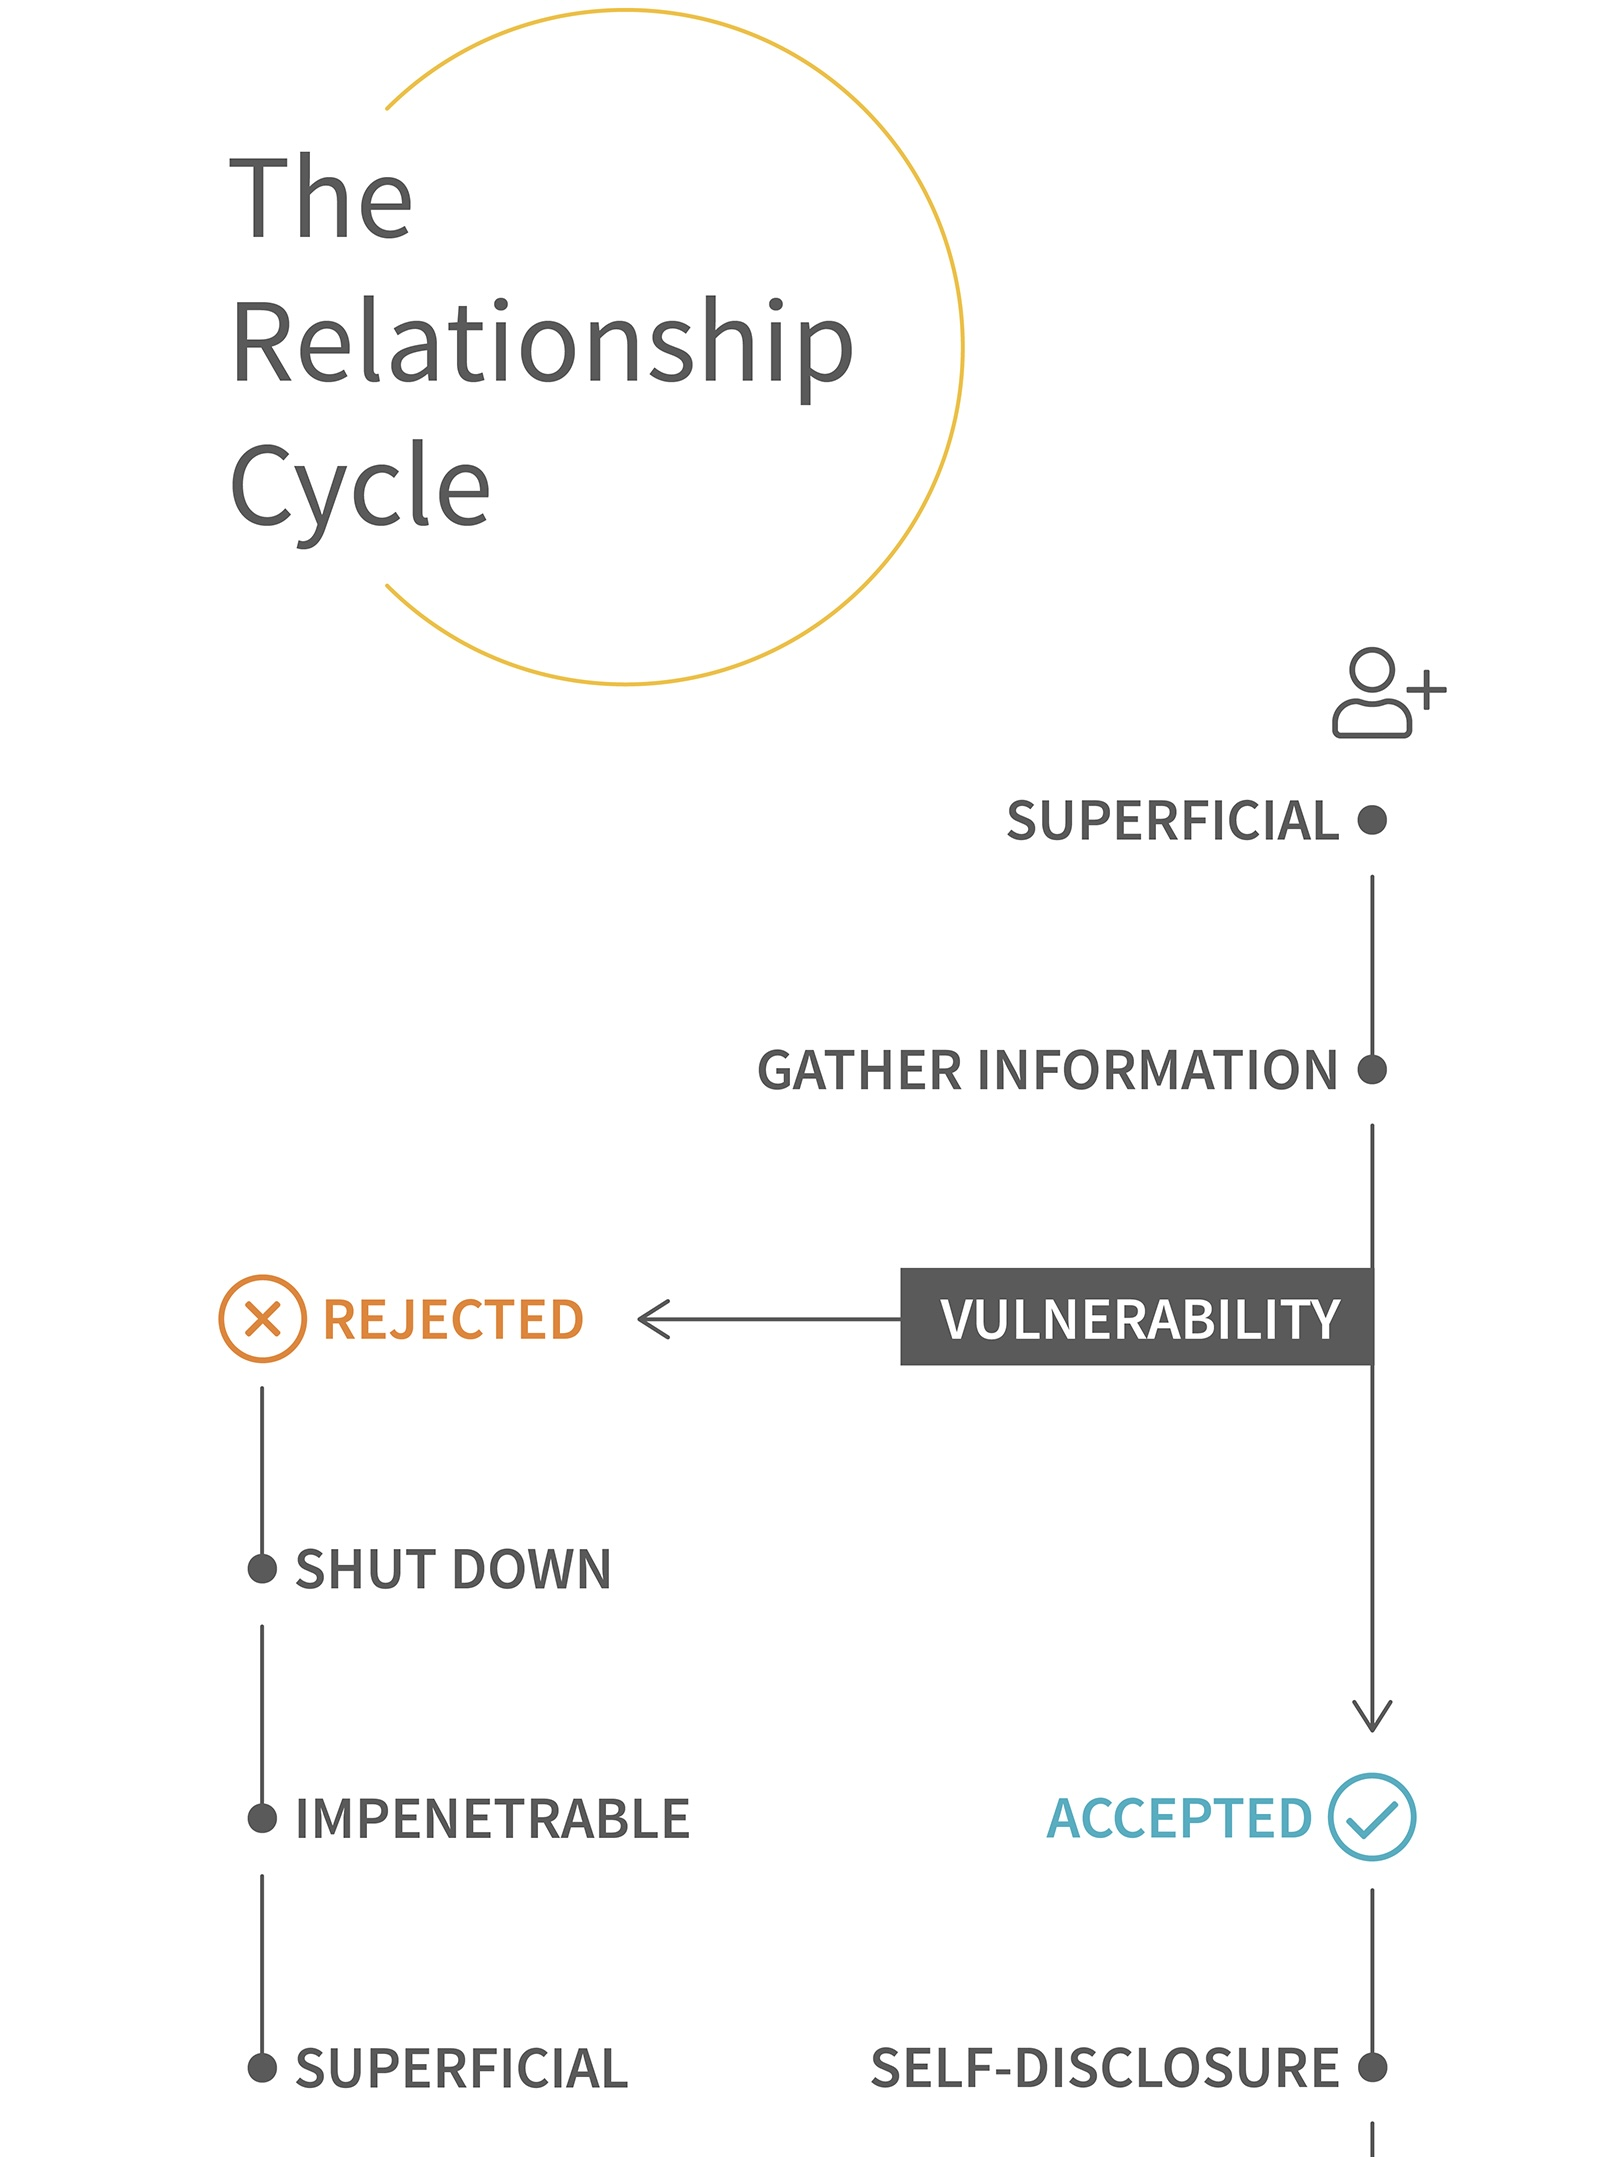 The
Relationship
Cycle
SUPERFICIAL
GATHER INFORMATION
REJECTED
VULNERABILITY
SHUT DOWN
IMPENETRABLE
ACCEPTED
SUPERFICIAL
SELF-DISCLOSURE